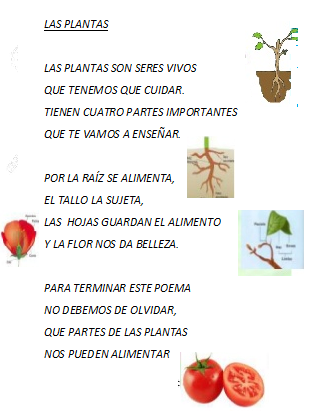 LAS PLANTAS
LAS PLANTAS SON SERES VIVOS
QUE TENEMOS QUE CUIDAR.
TIENEN CUATRO PARTES IMPORTANTES
QUE TE VAMOS A ENSEÑAR.
POR LA RAÍZ SE ALIMENTA,
EL TALLO LA SUJETA,
LAS HOJAS GUARDAN EL ALIMENTO
Y LA FLOR NOS DA BELLEZA.
PARA TERMINAR ESTE POEMA
NO DEBEMOS DE OLVIDAR,
QUE PARTES DE LAS PLANTAS
NOS PUEDEN ALIMENTAR